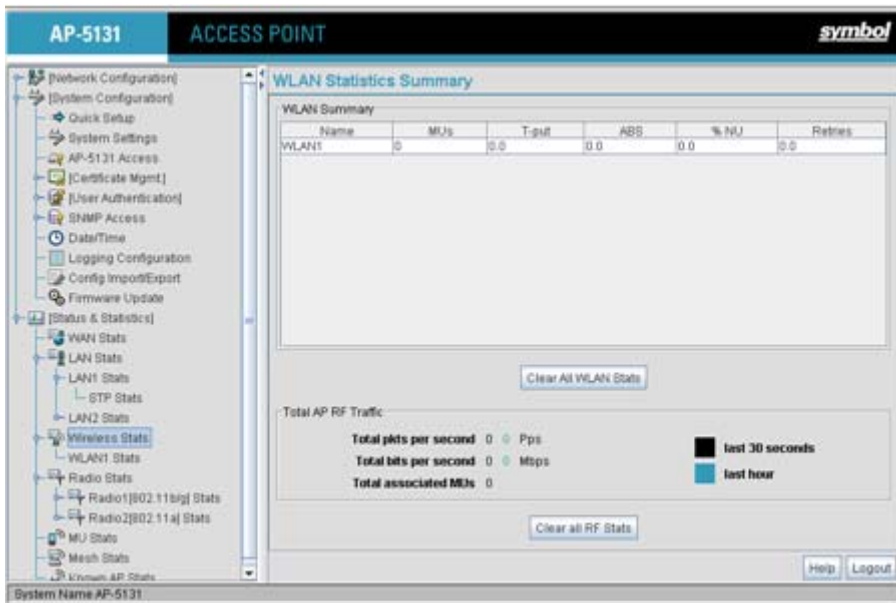 AP-5131 ACCESS POINT symbol
[Network Configuration]
[System Configuration]
Quick Setup
System Settings
AP-5131 Access
[Certificate Mgmt.]
[User Authentication]
SNMP Access
Date/Time
Logging Configuration
Config Import/Export
Firmware Update
[Status & Statistics]
WAN Stats
LAN Stats
LAN1 Stats
STP Stats
LAN2 Stats
Wireless Stats
WLAN1 Stats
Radio Stats
Radio1[802.11b/g] Stats
Radio2[802.11a] Stats
MU Stats
Mesh Stats
Known AP Stats
WLAN Statistics Summary
WLAN Summary
Name MUs T-put ABS % NU Retries
WLAN1 0 0.0 0.0 0.0 0.0
Clear All WLAN Stats
Total AP RF Traffic
Total pkts per second 0 0 Pps
Total bits per second 0 0 Mbps
Total associated MUs 0
last 30 seconds
last hour
Clear all RF Stats
Help Logout
System Name AP-5131